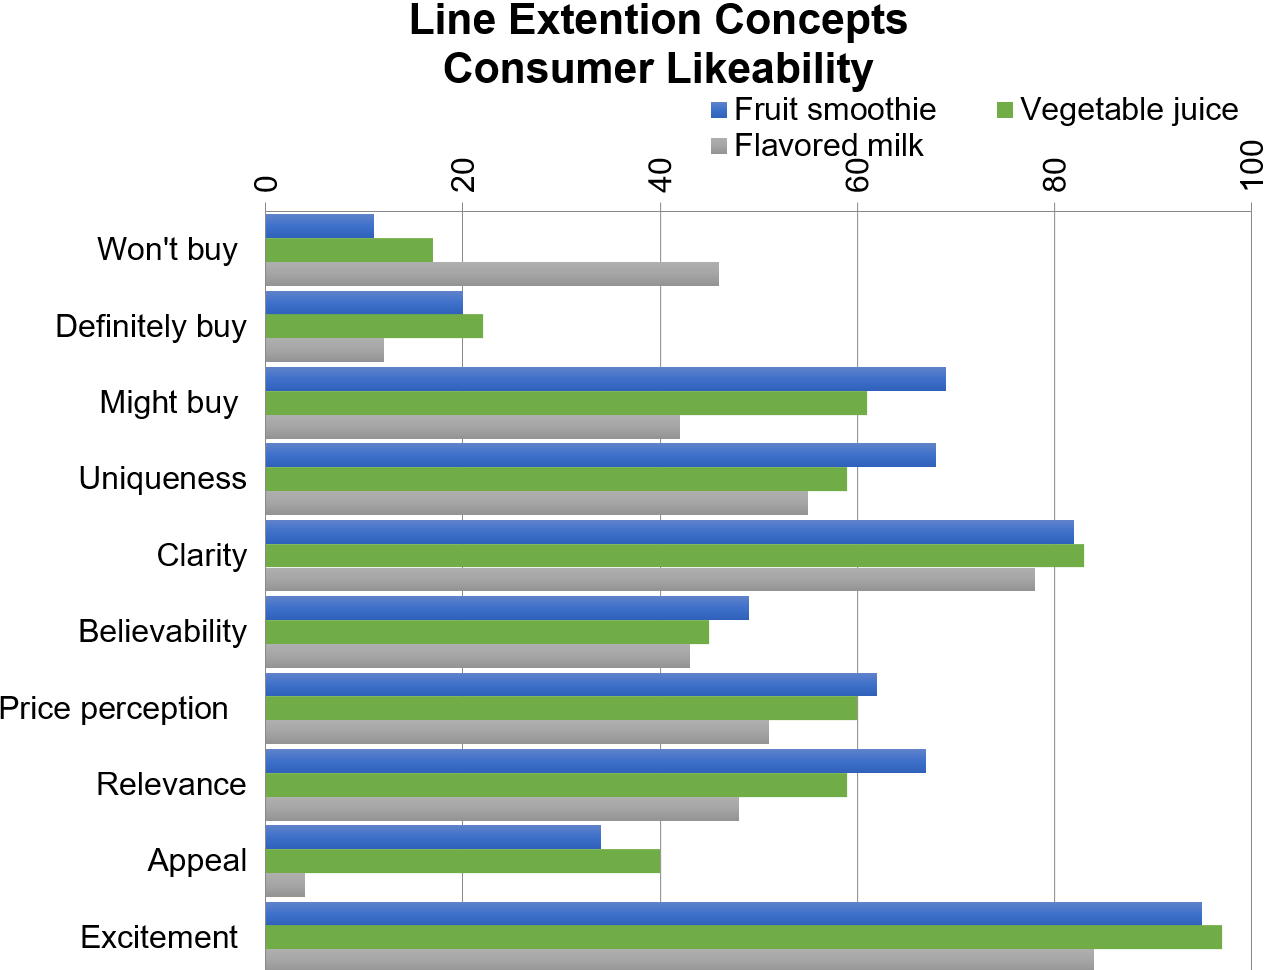 Line Extention Concepts
Consumer Likeability
Fruit smoothie
Vegetable juice
Flavored milk
0
20
40
60
80
100
Won't buy
Definitely buy
Might buy
Uniqueness
Clarity
Believability
Price perception
Relevance
Appeal
Excitement